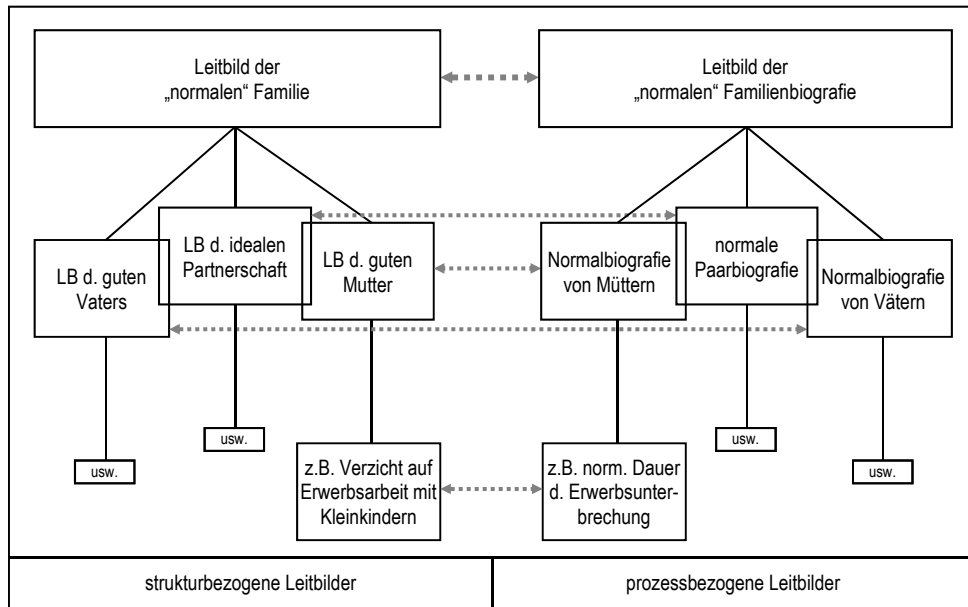 Leitbild der
„normalen“ Familie
Leitbild der
„normalen“ Familienbiografie
LB d. guten
Vaters
LB d. idealen
Partnerschaft
LB d. guten
Mutter
Normalbiografie
von Müttern
normale
Paarbiografie
Normalbiografie
von Vätern
usw.
usw.
z.B. Verzicht auf
Erwerbsarbeit mit
Kleinkindern
z.B. norm. Dauer
d. Erwerbsunter-
brechung
usw.
usw.
strukturbezogene Leitbilder
prozessbezogene Leitbilder